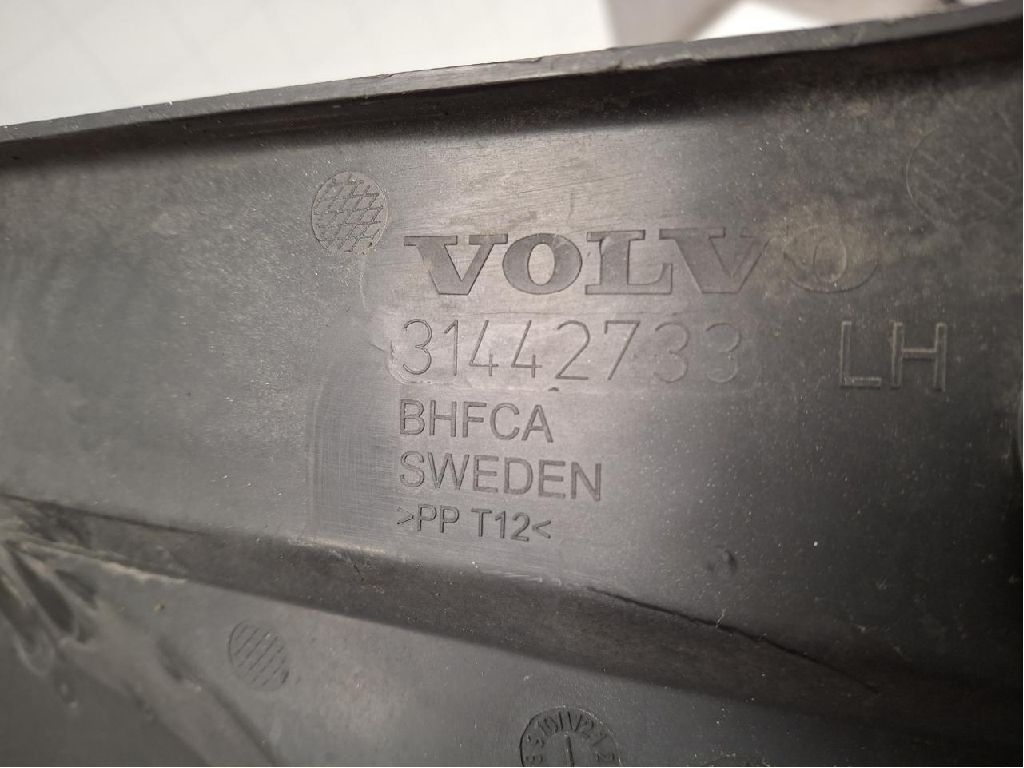 VOLVO
31442733 LH
BHFCA
SWEDEN
>PP T12<